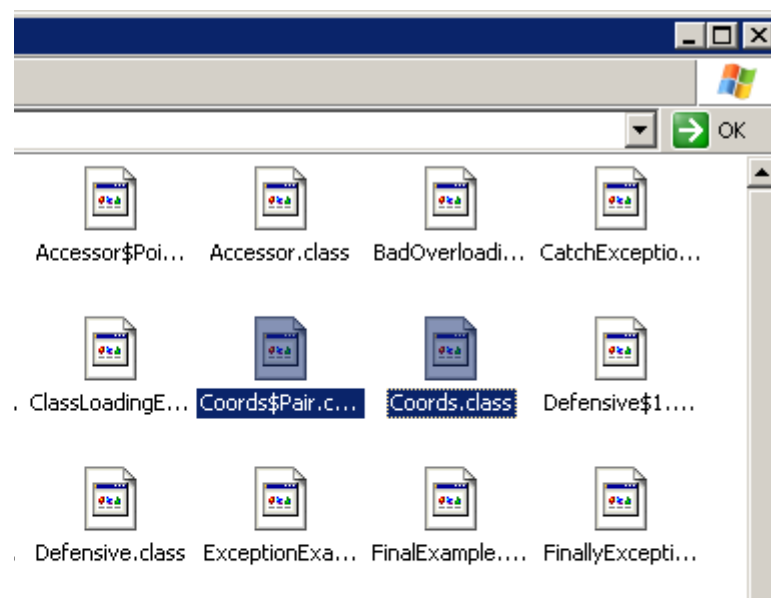 OK
Accessor$Poi... Accessor.class BadOverloadi... CatchExceptio...
. ClassLoadingE... Coords$Pair.c... Coords.class Defensive$1....
. Defensive.class ExceptionExa... FinalExample.... FinallyExcepti...